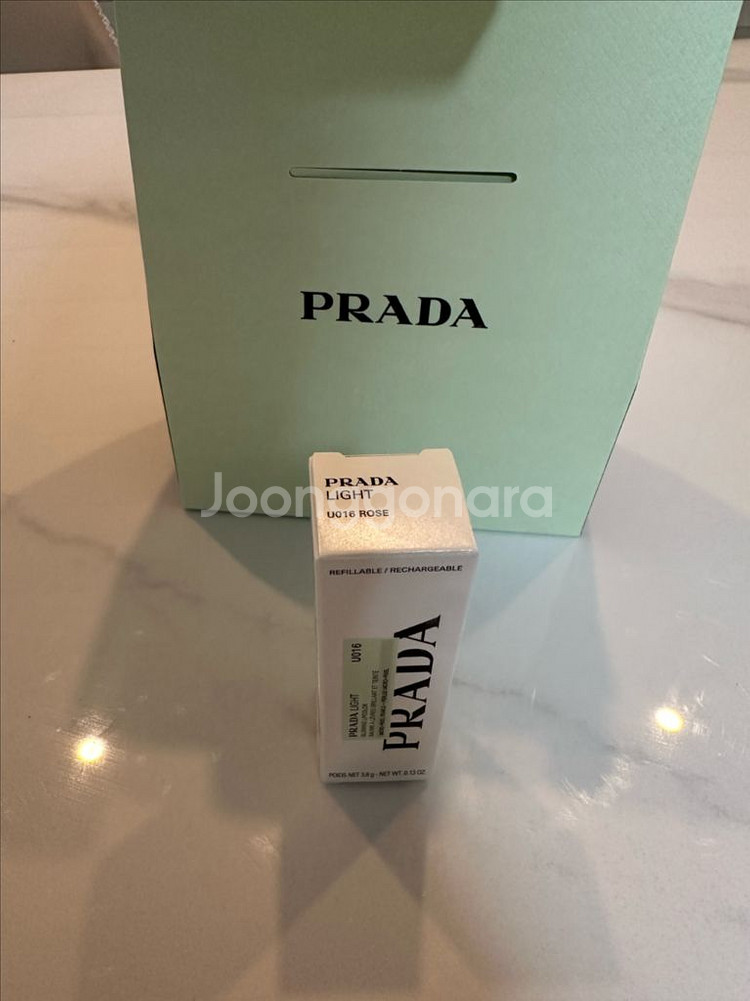 PRADA
Joonggonara
PRADA
LIGHT
U016 ROSE
REFILLABLE / RECHARGEABLE
PRADA
U016
PRADA LIGHT
POIDS NET 3,8 g - NET WT. 0.13 OZ